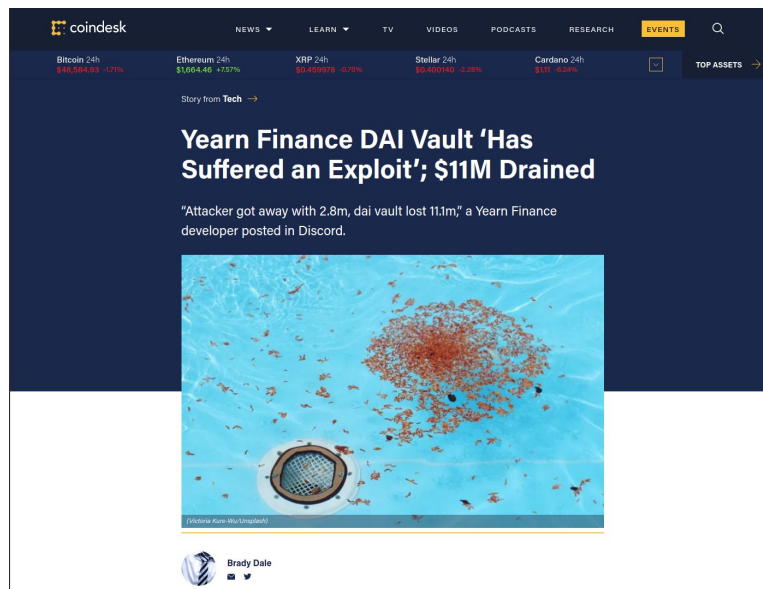 coindesk
NEWS LEARN TV VIDEOS PODCASTS RESEARCH EVENTS
Bitcoin 24h Ethereum 24h XRP 24h Stellar 24h Cardano 24h
$48,584.93 -1.71% $1,664.46 +7.57% $0.459978 -0.70% $0.400140 -2.28% $1.11 -6.24% TOP ASSETS
Story from Tech
Yearn Finance DAI Vault ‘Has
Suffered an Exploit’; $11M Drained
“Attacker got away with 2.8m, dai vault lost 11.1m,” a Yearn Finance
developer posted in Discord.
(Victoria Kure-Wu/Unsplash)
Brady Dale